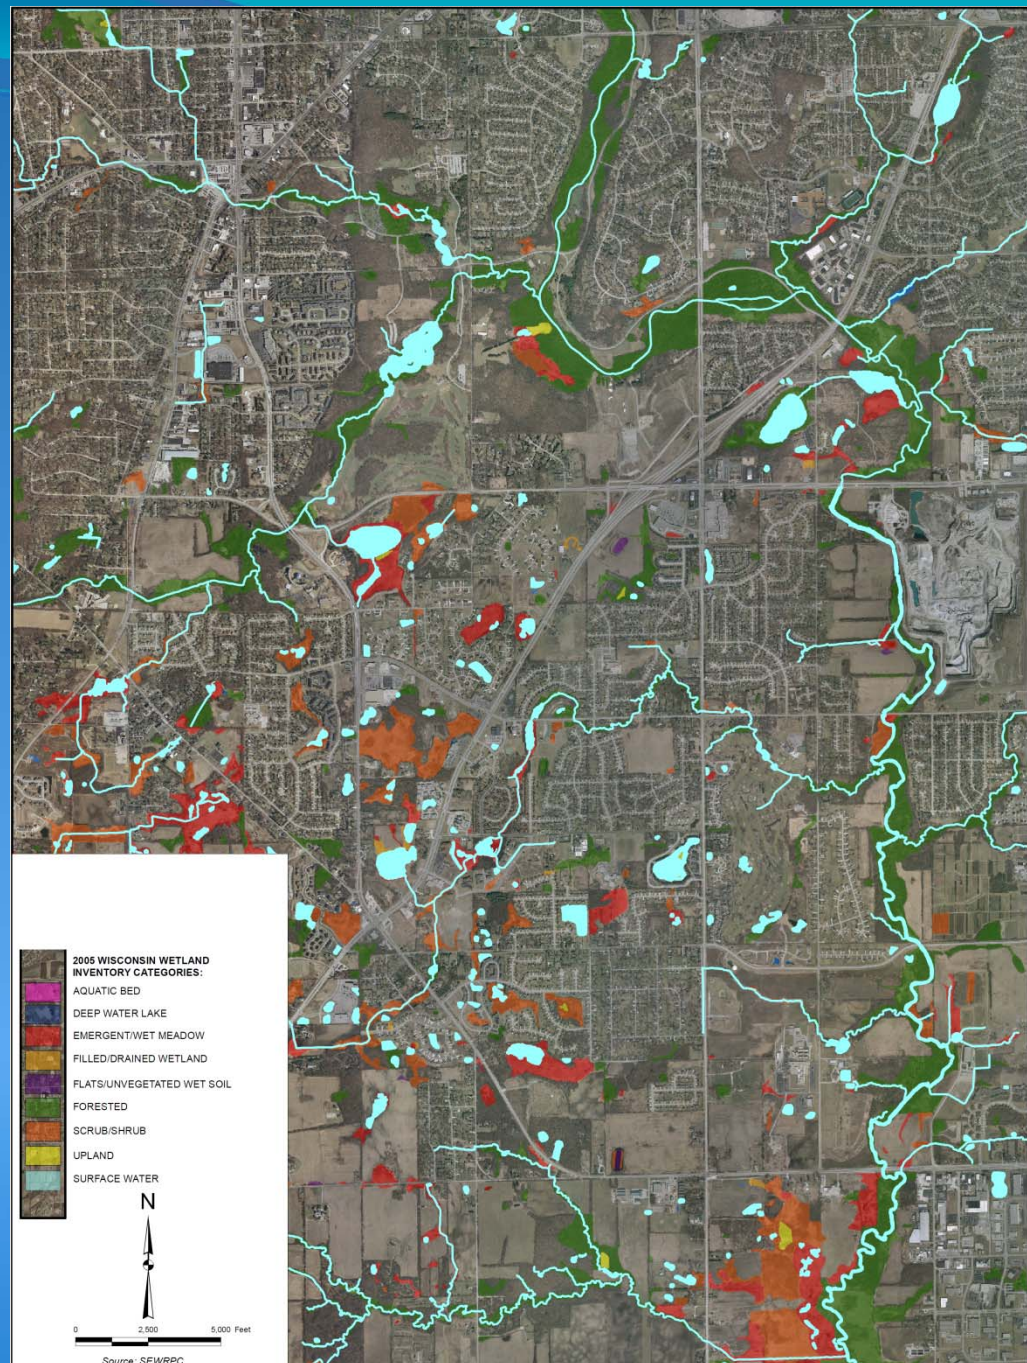 2005 WISCONSIN WETLAND
INVENTORY CATEGORIES:
AQUATIC BED
DEEP WATER LAKE
EMERGENT/WET MEADOW
FILLED/DRAINED WETLAND
FLATS/UNVEGETATED WET SOIL
FORESTED
SCRUB/SHRUB
UPLAND
SURFACE WATER
N
0 2,500 5,000 Feet
Source: SEWRPC